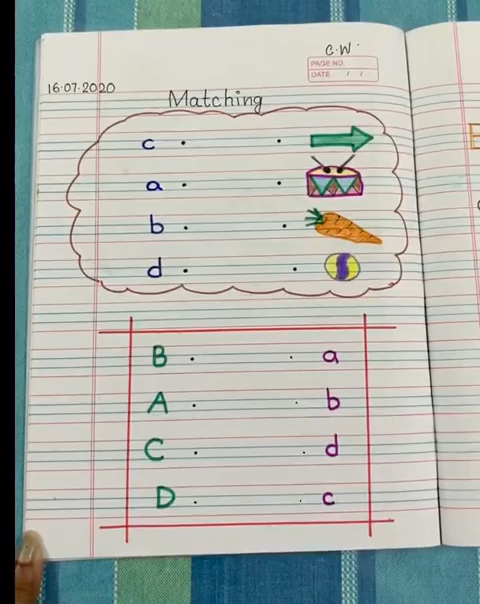 C.W.
PAGE NO.
DATE / /
16.07.2020
Matching
c
a
b
d
B a
A b
C d
D c